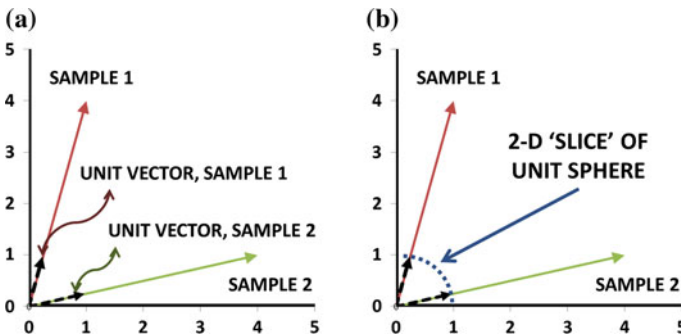 (a)
5
SAMPLE 1
4
3
UNIT VECTOR, SAMPLE 1
2
UNIT VECTOR, SAMPLE 2
1
SAMPLE 2
0
0 1 2 3 4 5
(b)
5
SAMPLE 1
4
2-D ‘SLICE’ OF
3
UNIT SPHERE
2
1
SAMPLE 2
0
0 1 2 3 4 5